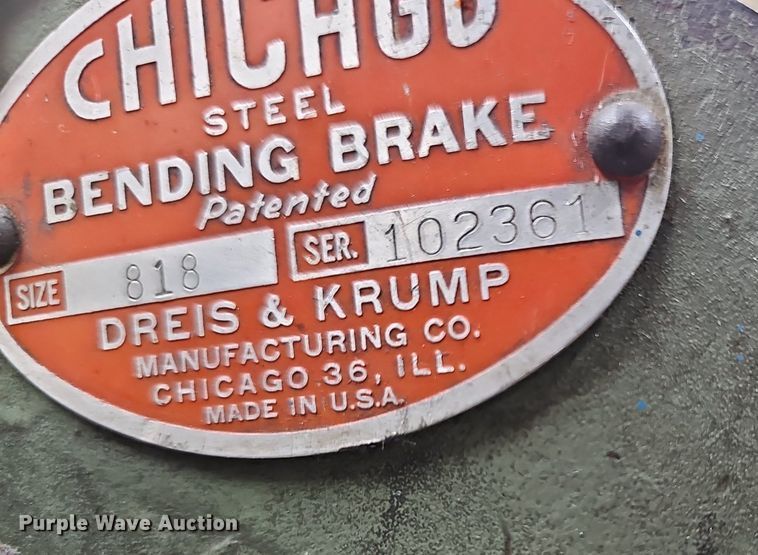 CHICAGO
STEEL
BENDING BRAKE
Patented
SIZE 818 SER. 102361
DREIS & KRUMP
MANUFACTURING CO.
CHICAGO 36, ILL.
MADE IN U.S.A.
Purple Wave Auction